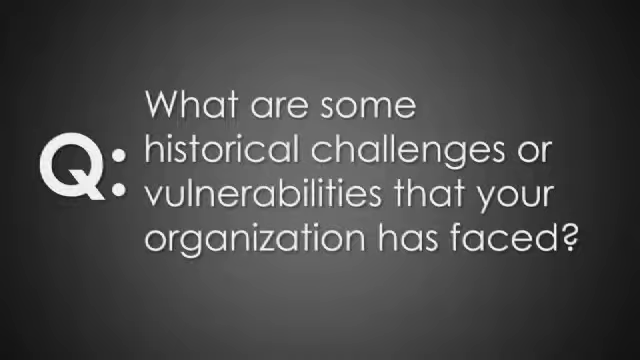 Q:
What are some
historical challenges or
vulnerabilities that your
organization has faced?